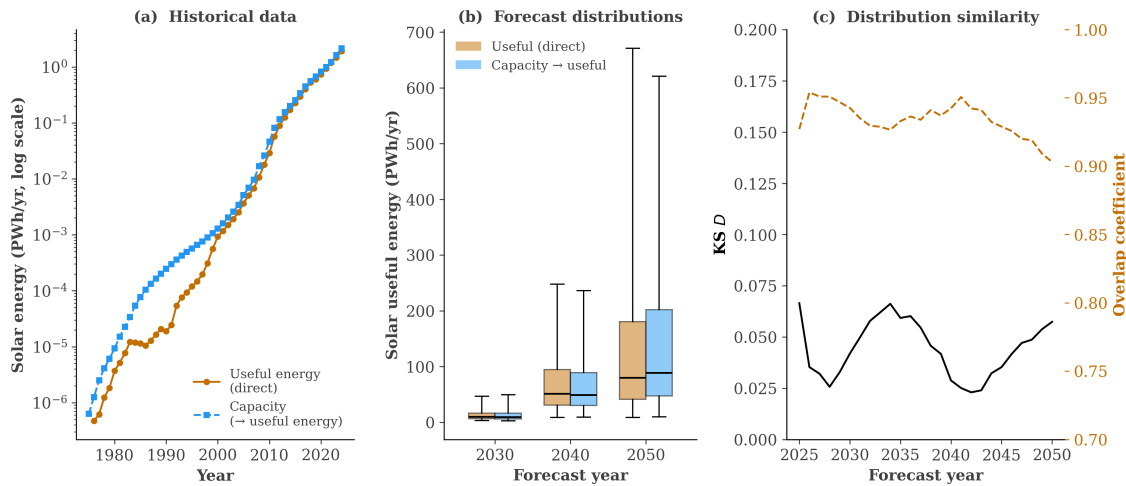 (a) Historical data
Solar energy (PWh/yr, log scale)
10⁰
10⁻¹
10⁻²
10⁻³
10⁻⁴
10⁻⁵
10⁻⁶
Useful energy
(direct)
Capacity
(→ useful energy)
1980 1990 2000 2010 2020
Year
(b) Forecast distributions
Solar useful energy (PWh/yr)
700
600
500
400
300
200
100
0
Useful (direct)
Capacity → useful
2030 2040 2050
Forecast year
(c) Distribution similarity
KS D
0.200
0.175
0.150
0.125
0.100
0.075
0.050
0.025
0.000
2025 2030 2035 2040 2045 2050
Forecast year
1.00
0.95
0.90
0.85
0.80
0.75
0.70
Overlap coefficient